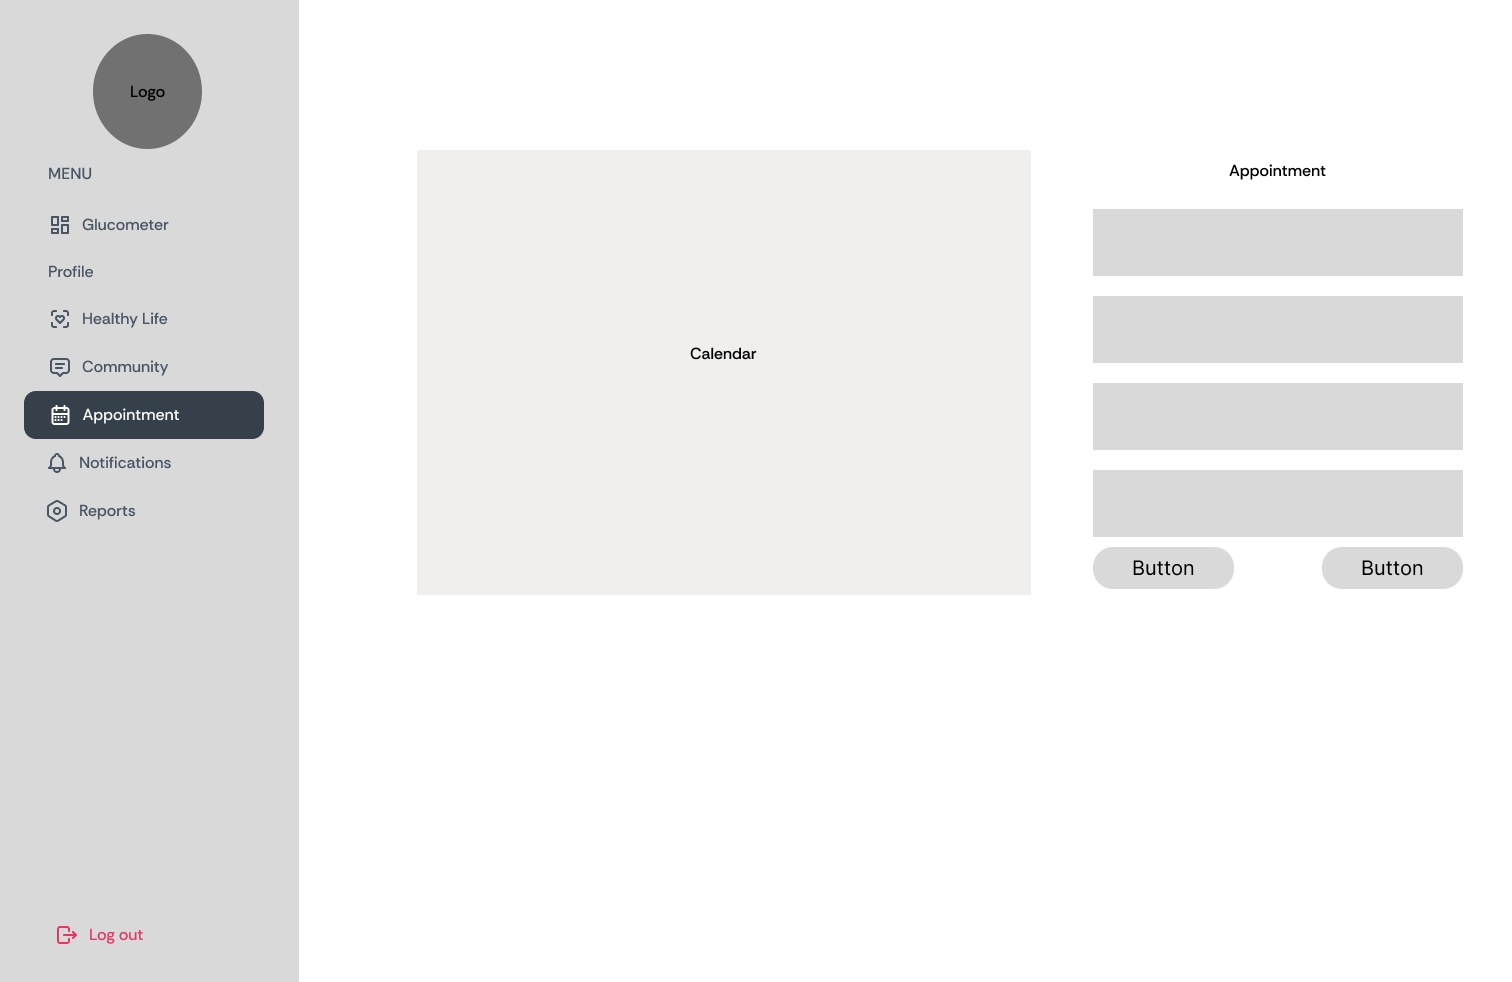 Logo
MENU
Glucometer
Profile
Healthy Life
Community
Appointment
Notifications
Reports
Log out
Calendar
Appointment
Button
Button